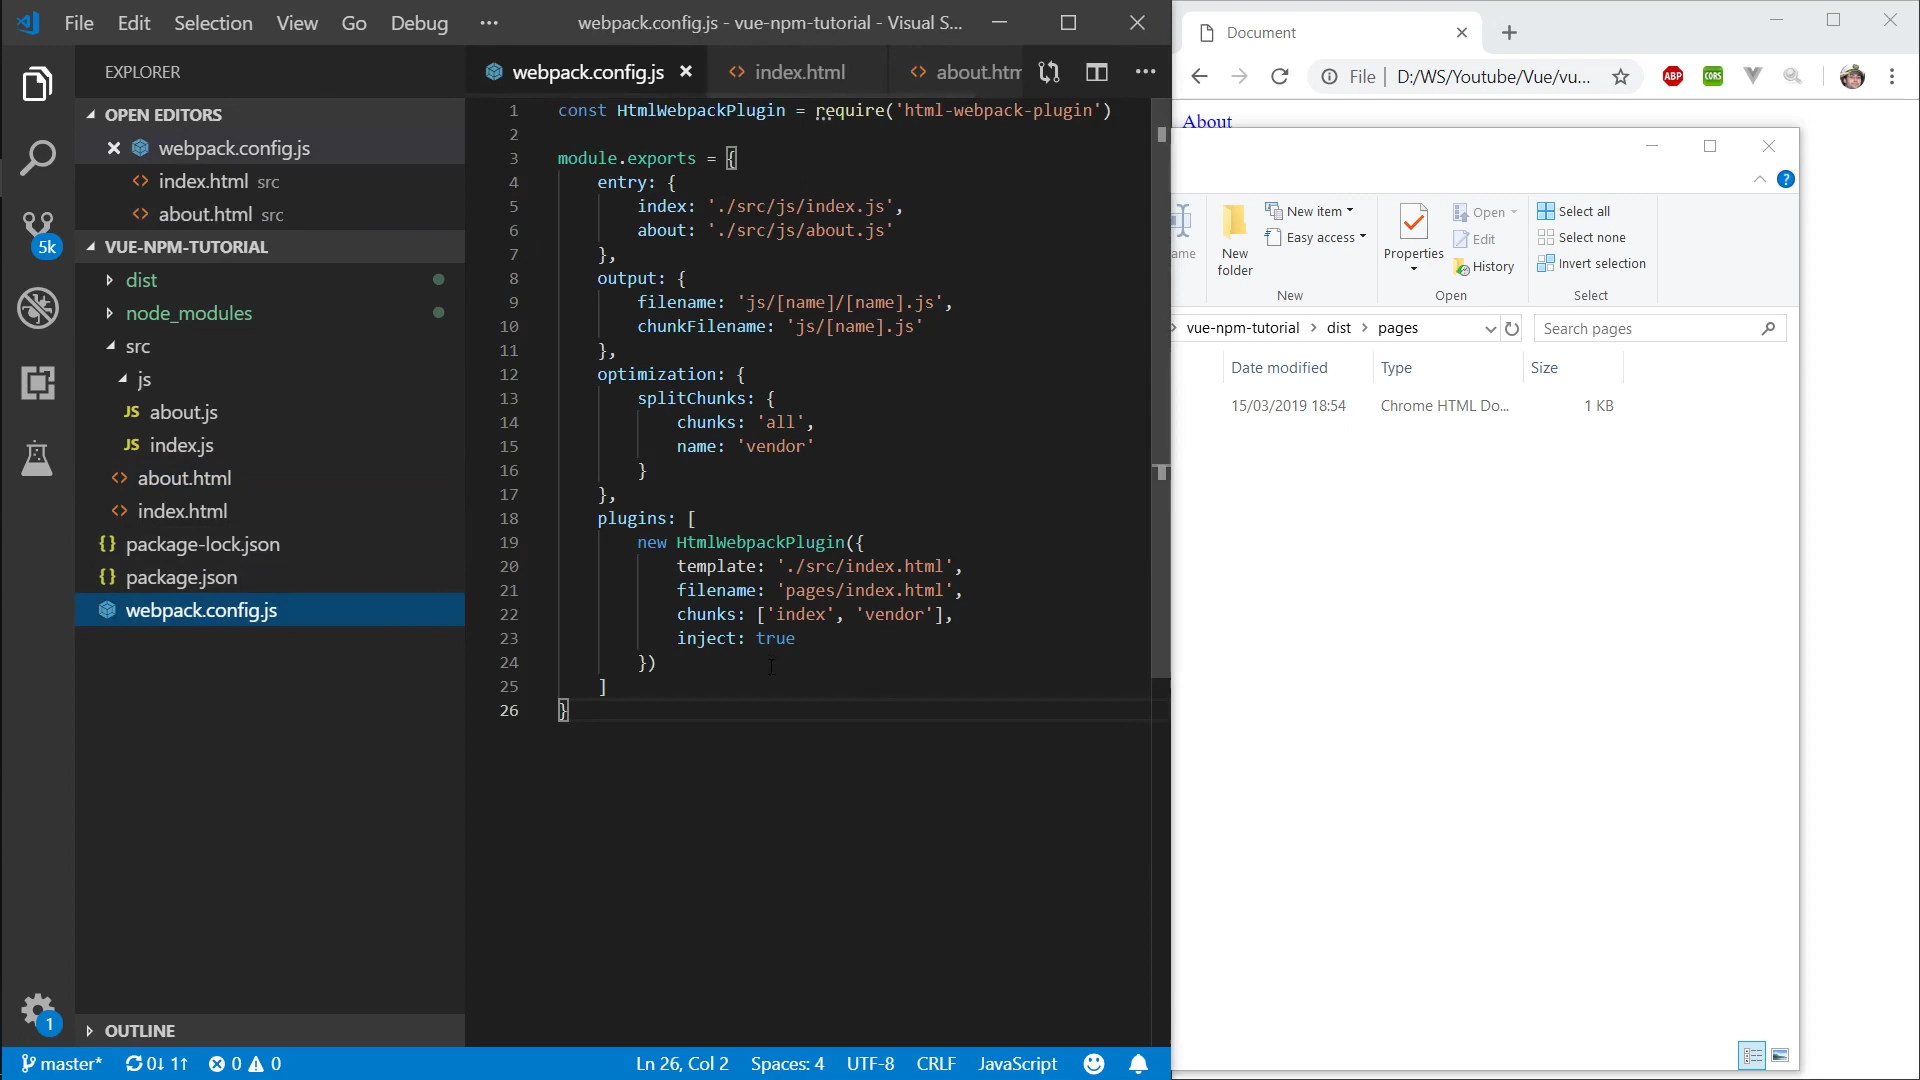 File Edit Selection View Go Debug ··· webpack.config.js - vue-npm-tutorial - Visual S...
EXPLORER
OPEN EDITORS
webpack.config.js
index.html src
about.html src
VUE-NPM-TUTORIAL
dist
node_modules
src
js
JS about.js
JS index.js
<> about.html
<> index.html
{} package-lock.json
{} package.json
webpack.config.js
OUTLINE
5k
1
webpack.config.js <> index.html <> about.htm
1 const HtmlWebpackPlugin = require('html-webpack-plugin')
2
3 module.exports = {
4 entry: {
5 index: './src/js/index.js',
6 about: './src/js/about.js'
7 },
8 output: {
9 filename: 'js/[name]/[name].js',
10 chunkFilename: 'js/[name].js'
11 },
12 optimization: {
13 splitChunks: {
14 chunks: 'all',
15 name: 'vendor'
16 }
17 },
18 plugins: [
19 new HtmlWebpackPlugin({
20 template: './src/index.html',
21 filename: 'pages/index.html',
22 chunks: ['index', 'vendor'],
23 inject: true
24 })
25 ]
26 }
master* 0↓ 1↑ 0 0 Ln 26, Col 2 Spaces: 4 UTF-8 CRLF JavaScript
Document
File | D:/WS/Youtube/Vue/vu...
ABP CORS
About
ame
New folder
New item
Easy access
New
Properties
Open
Edit
History
Open
Select all
Select none
Invert selection
Select
vue-npm-tutorial > dist > pages
Search pages
Date modified Type Size
15/03/2019 18:54 Chrome HTML Do... 1 KB